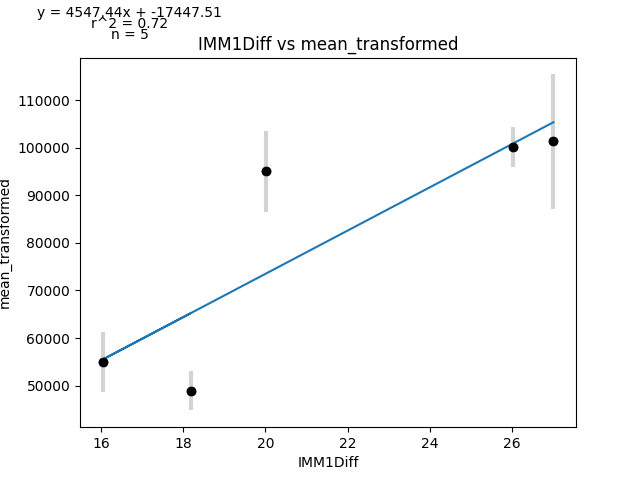 y = 4547.44x + -17447.51
r^2 = 0.72
n = 5
IMM1Diff vs mean_transformed
mean_transformed
110000
100000
90000
80000
70000
60000
50000
16 18 20 22 24 26
IMM1Diff